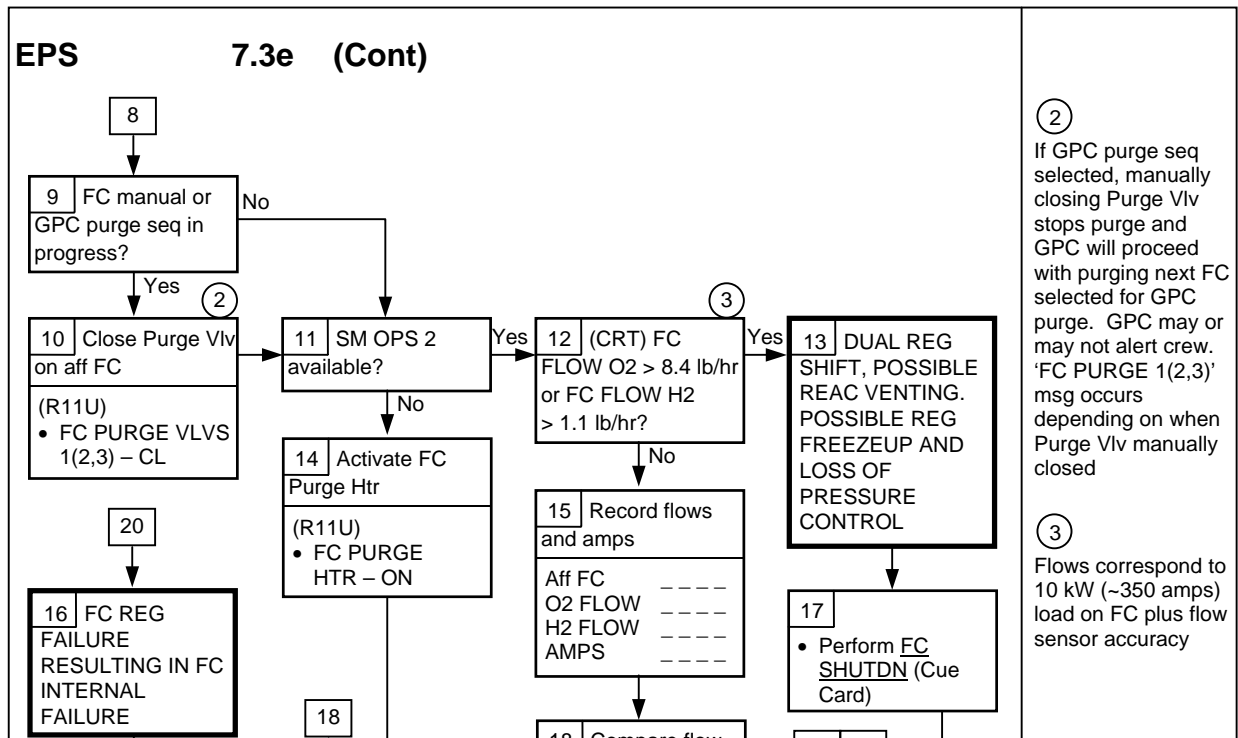 EPS 7.3e (Cont)
8
9 FC manual or
GPC purge seq in
progress?
No
Yes
2
10 Close Purge Vlv
on aff FC
(R11U)
• FC PURGE VLVS
1(2,3) – CL
11 SM OPS 2
available?
Yes
No
3
12 (CRT) FC
FLOW O2 > 8.4 lb/hr
or FC FLOW H2
> 1.1 lb/hr?
Yes
No
13 DUAL REG
SHIFT, POSSIBLE
REAC VENTING.
POSSIBLE REG
FREEZEUP AND
LOSS OF
PRESSURE
CONTROL
14 Activate FC
Purge Htr
(R11U)
• FC PURGE
HTR – ON
15 Record flows
and amps
Aff FC _ _ _ _
O2 FLOW _ _ _ _
H2 FLOW _ _ _ _
AMPS _ _ _ _
20
16 FC REG
FAILURE
RESULTING IN FC
INTERNAL
FAILURE
17
• Perform FC
SHUTDN (Cue
Card)
18
18 Compare flow
2
If GPC purge seq
selected, manually
closing Purge Vlv
stops purge and
GPC will proceed
with purging next FC
selected for GPC
purge. GPC may or
may not alert crew.
'FC PURGE 1(2,3)'
msg occurs
depending on when
Purge Vlv manually
closed
3
Flows correspond to
10 kW (~350 amps)
load on FC plus flow
sensor accuracy